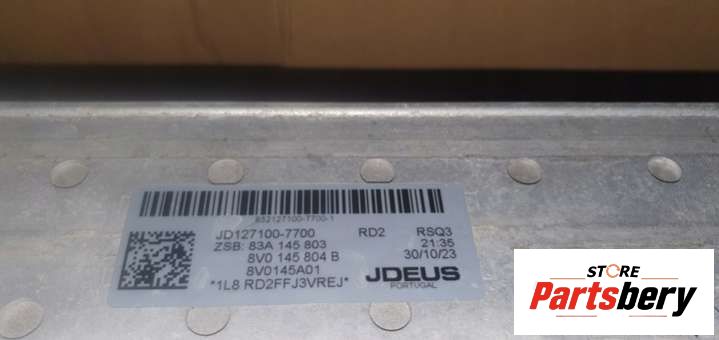 852127100-7700-1
JD127100-7700 RD2 RSQ3
ZSB: 83A 145 803 21:35
8V0 145 804 B 30/10/23
8V0145A01
*1L8 RD2FFJ3VREJ*
JDEUS
PORTUGAL
STORE
Partsbery